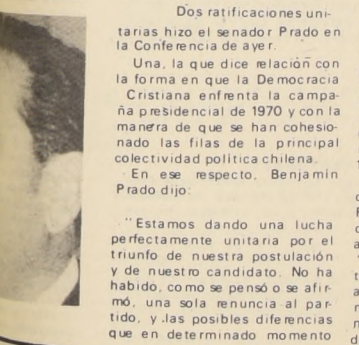 Dos ratificaciones uni-
tarias hizo el senador Prado en
la Conferencia de ayer.
Una, la que dice relación con
la forma en que la Democracia
Cristiana enfrenta la campa-
ña presidencial de 1970 y con la
manera de que se han cohesio-
nado las filas de la principal
colectividad política chilena.
En ese respecto, Benjamín
Prado dijo:
"Estamos dando una lucha
perfectamente unitaria por el
triunfo de nuestra postulación
y de nuestro candidato. No ha
habido, como se pensó o se afir-
mó, una sola renuncia al par-
tido, y las posibles diferencias
que en determinado momento